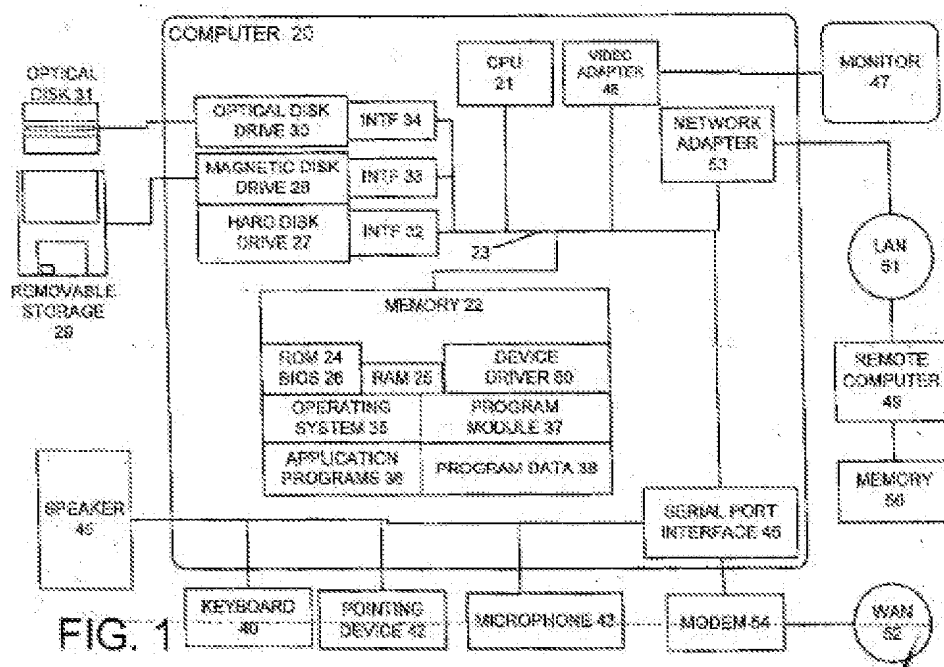 COMPUTER 20
OPTICAL
DISK 31
CPU
21
VIDEO
ADAPTER 48
MONITOR
47
OPTICAL DISK
DRIVE 30
INTF 34
NETWORK
ADAPTER
53
MAGNETIC DISK
DRIVE 28
INTF 33
HARD DISK
DRIVE 27
INTF 32
23
LAN
51
REMOVABLE
STORAGE
29
MEMORY 22
ROM 24
BIOS 26
RAM 25
DEVICE
DRIVER 50
REMOTE
COMPUTER
49
OPERATING
SYSTEM 35
PROGRAM
MODULE 37
APPLICATION
PROGRAMS 36
PROGRAM DATA 38
MEMORY
SPEAKER
SERIAL PORT
INTERFACE
KEYBOARD
40
POINTING
DEVICE 42
MICROPHONE 43
MODEM 54
WAN
52
FIG. 1